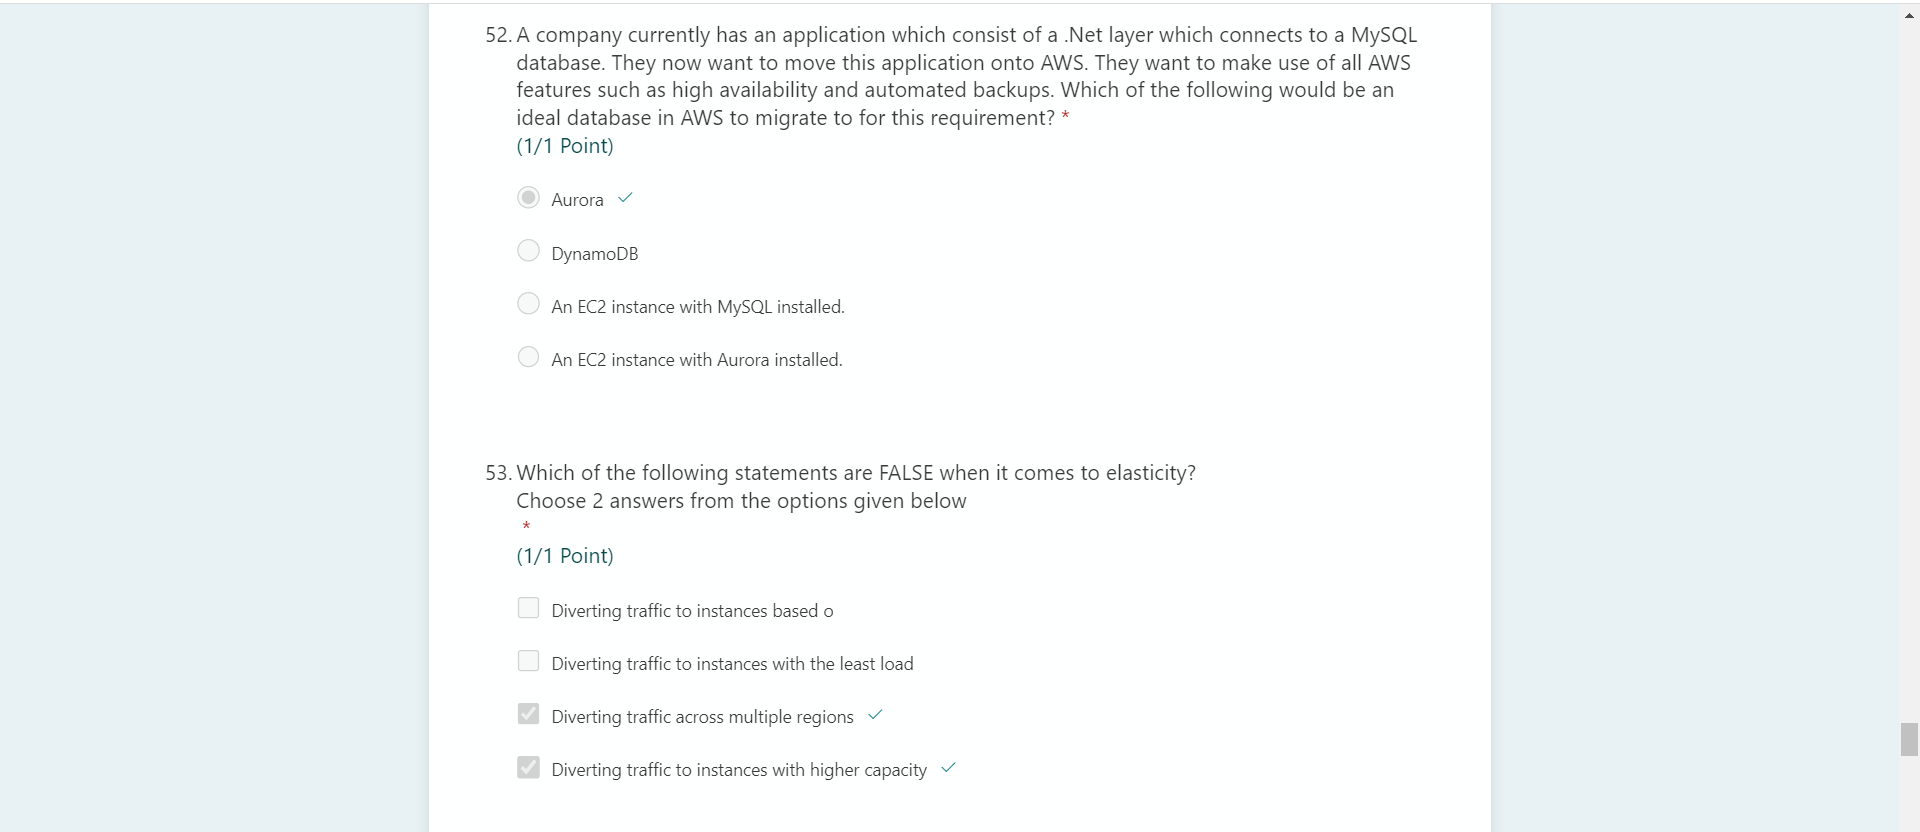 52. A company currently has an application which consist of a .Net layer which connects to a MySQL
database. They now want to move this application onto AWS. They want to make use of all AWS
features such as high availability and automated backups. Which of the following would be an
ideal database in AWS to migrate to for this requirement? *
(1/1 Point)
Aurora
DynamoDB
An EC2 instance with MySQL installed.
An EC2 instance with Aurora installed.
53. Which of the following statements are FALSE when it comes to elasticity?
Choose 2 answers from the options given below
*
(1/1 Point)
Diverting traffic to instances based o
Diverting traffic to instances with the least load
Diverting traffic across multiple regions
Diverting traffic to instances with higher capacity